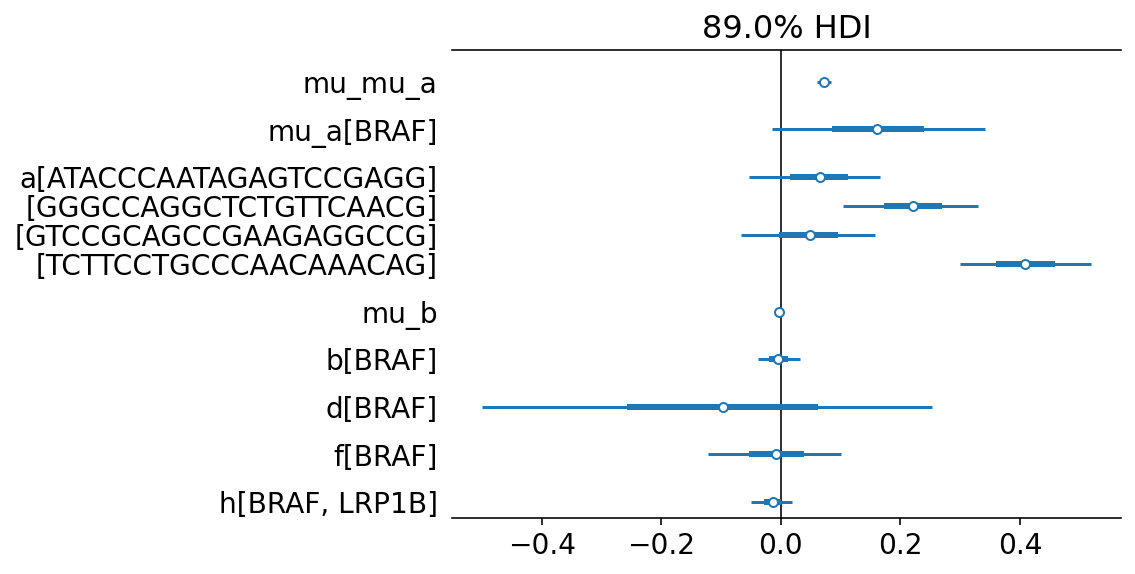 89.0% HDI
mu_mu_a
mu_a[BRAF]
a[ATACCCAATAGAGTCCGAGG]
[GGGCCAGGCTCTGTTCAACG]
[GTCCGCAGCCGAAGAGGCCG]
[TCTTCCTGCCCAACAAACAG]
mu_b
b[BRAF]
d[BRAF]
f[BRAF]
h[BRAF, LRP1B]
−0.4 −0.2 0.0 0.2 0.4